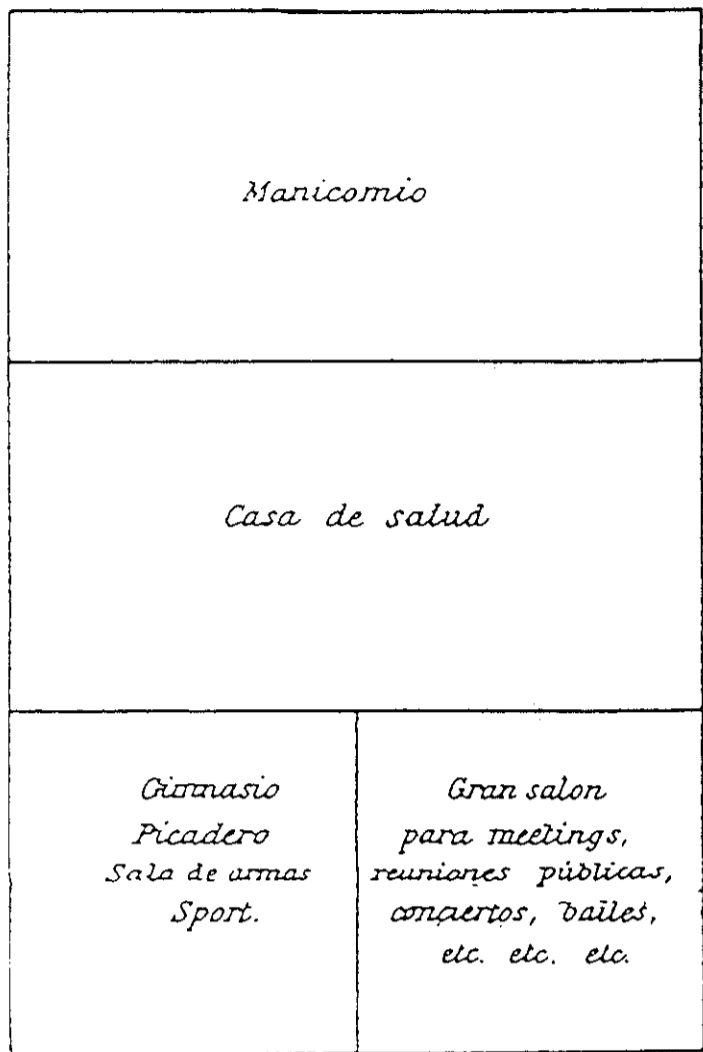 Manicomio
Casa de salud
Gimnasio
Picadero
Sala de armas
Sport.
Gran salon
para meetings,
reuniones públicas,
conciertos, bailes,
etc. etc. etc.